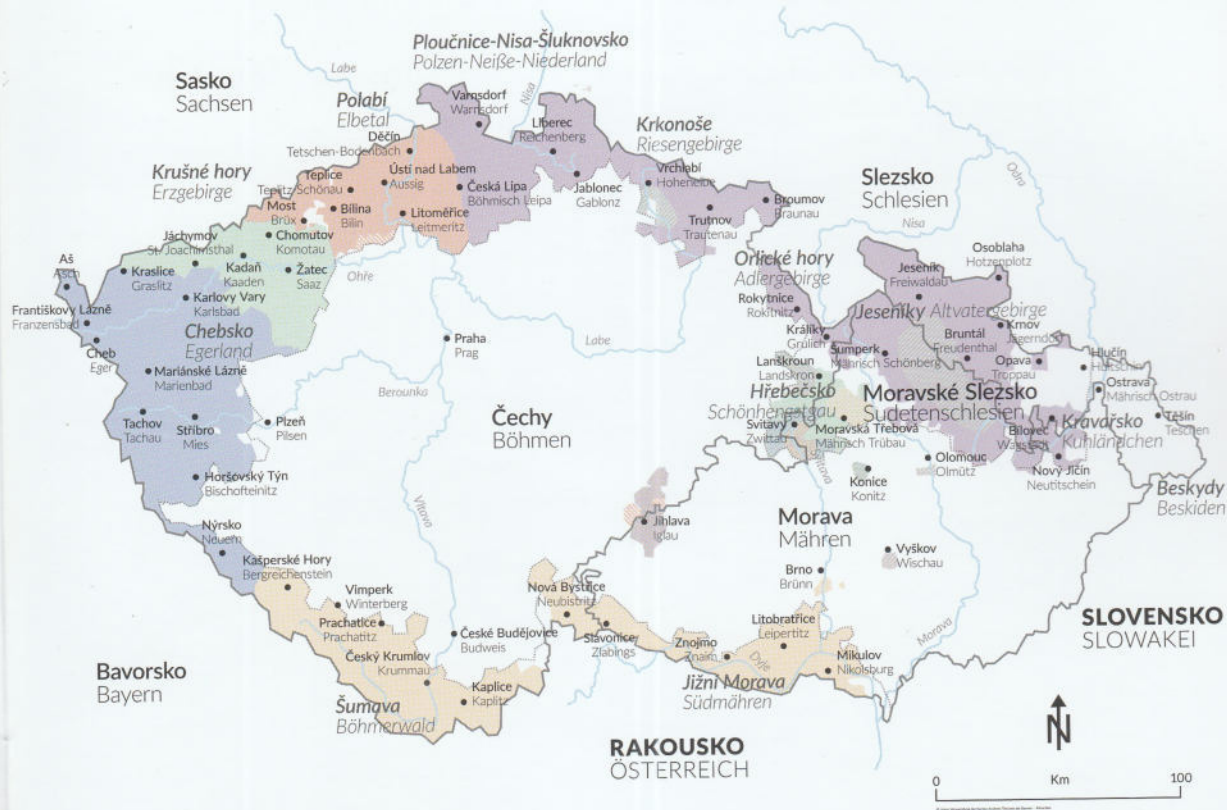 Ploučnice-Nisa-Šluknovsko
Polzen-Neiße-Niederland
Labe
Sasko
Sachsen
Nisa
Varnsdorf
Warnsdorf
Polabí
Elbetal
Liberec
Reichenberg
Krkonoše
Riesengebirge
Děčín
Tetschen-Bodenbach
Krušné hory
Erzgebirge
Teplice
Teplitz-Schönau
Ústí nad Labem
Aussig
Česká Lipa
Böhmisch Leipa
Jablonec
Gablonz
Vrchlabí
Hohenelbe
Slezsko
Schlesien
Odra
Most
Brüx
Bílina
Bilin
Litoměřice
Leitmeritz
Trutnov
Trautenau
Broumov
Braunau
Nisa
Jáchymov
St. Joachimsthal
Chomutov
Komotau
Kadaň
Kaaden
Žatec
Saaz
Ohře
Orlické hory
Adlergebirge
Jeseník
Freiwaldau
Osoblaha
Hotzenplotz
Aš
Asch
Kraslice
Graslitz
Karlovy Vary
Karlsbad
Rokytnice
Rokitnitz
Jeseníky Altvatergebirge
Františkovy Lázně
Franzensbad
Chebsko
Egerland
Cheb
Eger
Praha
Prag
Labe
Králíky
Grulich
Šumperk
Mährisch Schönberg
Bruntál
Freudenthal
Krnov
Jägerndorf
Opava
Troppau
Hlučín
Hultschin
Mariánské Lázně
Marienbad
Berounka
Lanškroun
Landskron
Hřebečsko
Schönhengstgau
Moravské Slezsko
Sudetenschlesien
Ostrava
Mährisch Ostrau
Těšín
Teschen
Tachov
Tachau
Stříbro
Mies
Plzeň
Pilsen
Čechy
Böhmen
Svitavy
Zwittau
Moravská Třebová
Mährisch Trübau
Bílovec
Wagstadt
Kravařsko
Kuhländchen
Horšovský Týn
Bischofteinitz
Svitava
Konice
Konitz
Olomouc
Olmütz
Nový Jičín
Neutitschein
Beskydy
Beskiden
Vltava
Jihlava
Iglau
Morava
Mähren
Nýrsko
Neuern
Kašperské Hory
Bergreichenstein
Vyškov
Wischau
Brno
Brünn
Vimperk
Winterberg
Nová Bystřice
Neubistritz
Prachatice
Prachatitz
České Budějovice
Budweis
Slavonice
Zlabings
Litobratřice
Leipertitz
Morava
SLOVENSKO
SLOWAKEI
Český Krumlov
Krummau
Znojmo
Znaim
Dyje
Mikulov
Nikolsburg
Bavorsko
Bayern
Kaplice
Kaplitz
Jižní Morava
Südmähren
Šumava
Böhmerwald
RAKOUSKO
ÖSTERREICH
N
0 Km 100